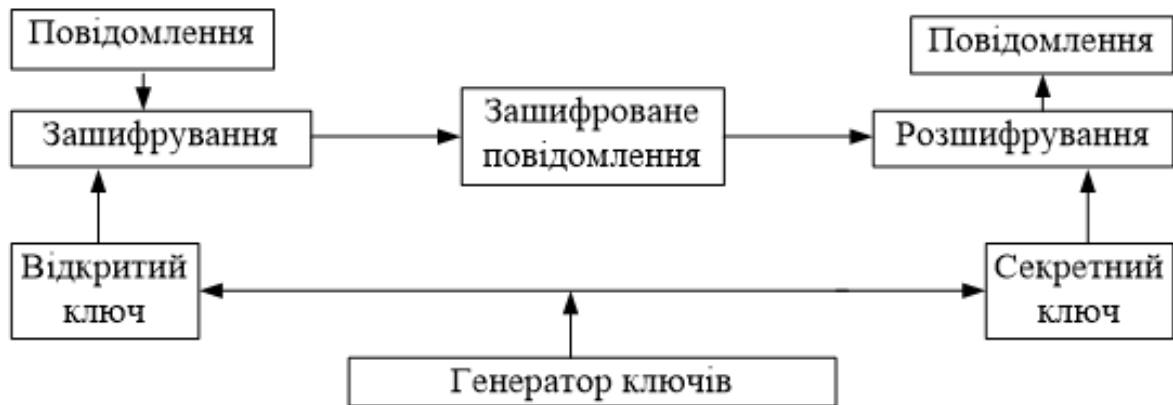 Повідомлення
Повідомлення
Зашифрування
Зашифроване
повідомлення
Розшифрування
Відкритий
ключ
Секретний
ключ
Генератор ключів